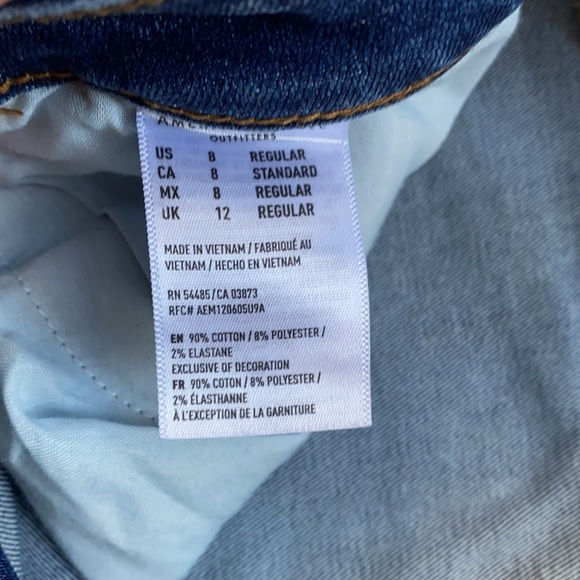 OUTFITTERS
US 8 REGULAR
CA 8 STANDARD
MX 8 REGULAR
UK 12 REGULAR
MADE IN VIETNAM / FABRIQUÉ AU
VIETNAM / HECHO EN VIETNAM
RN 54485/CA 03873
RFC# AEM120605U9A
EN 90% COTTON / 8% POLYESTER /
2% ELASTANE
EXCLUSIVE OF DECORATION
FR 90% COTON / 8% POLYESTER /
2% ÉLASTHANNE
À L'EXCEPTION DE LA GARNITURE